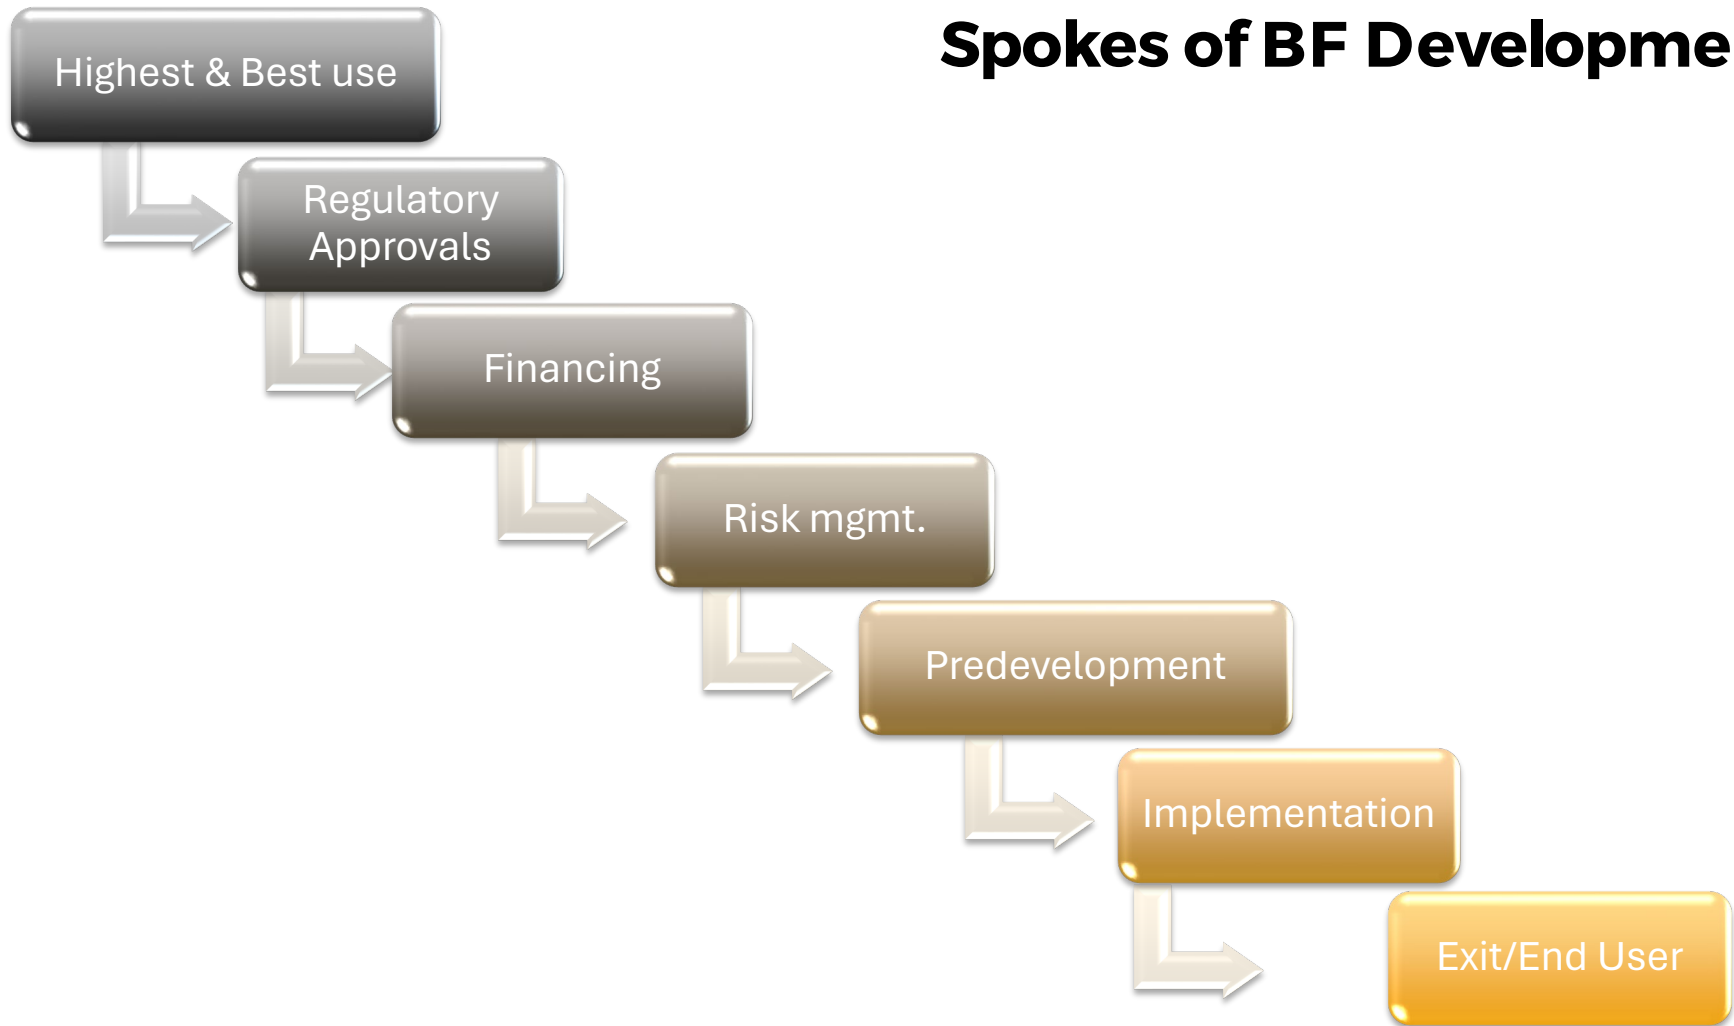 Spokes of BF Developme
Highest & Best use
Regulatory
Approvals
Financing
Risk mgmt.
Predevelopment
Implementation
Exit/End User